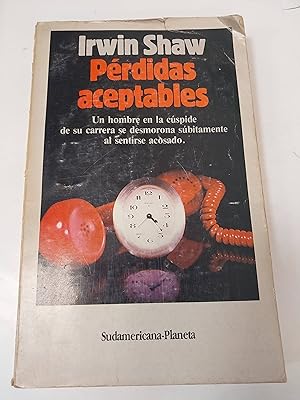 Irwin Shaw
Pérdidas
aceptables
Un hombre en la cúspide
de su carrera se desmorona súbitamente
al sentirse acosado.
Sudamericana-Planeta